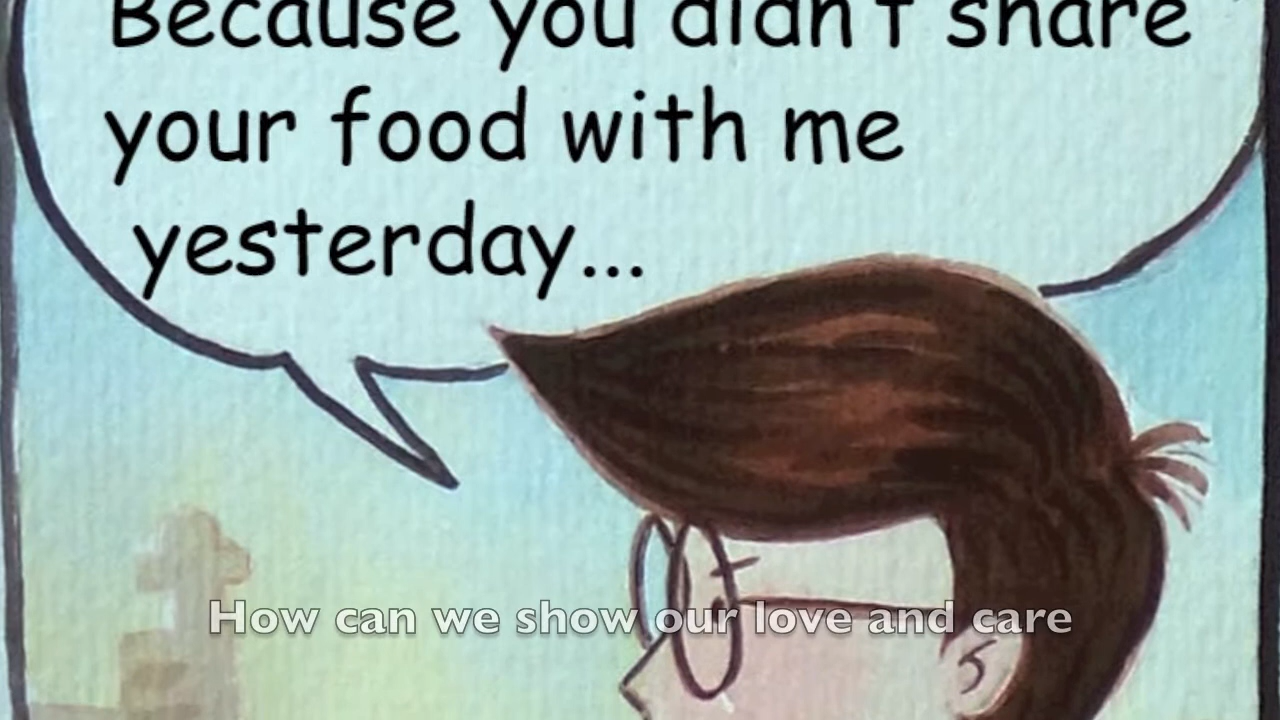 Because you didn't share
your food with me
yesterday...
How can we show our love and care